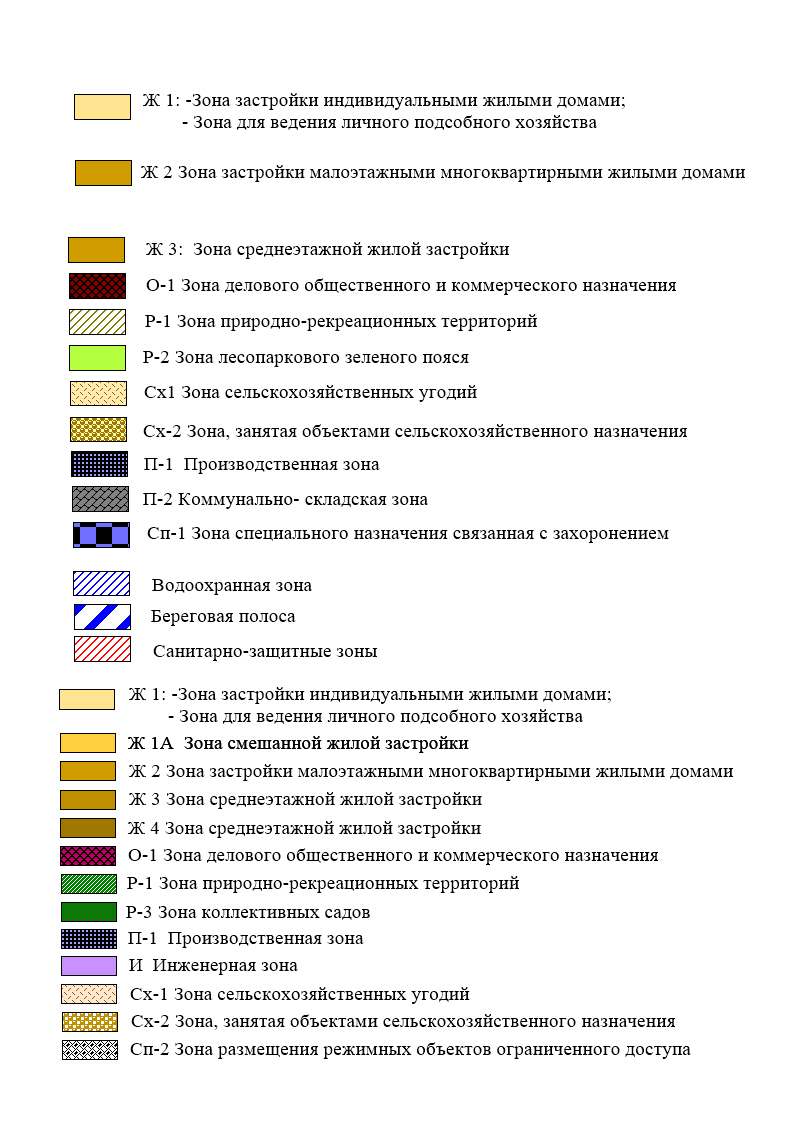 Ж 1: -Зона застройки индивидуальными жилыми домами;
- Зона для ведения личного подсобного хозяйства
Ж 2 Зона застройки малоэтажными многоквартирными жилыми домами
Ж 3: Зона среднеэтажной жилой застройки
О-1 Зона делового общественного и коммерческого назначения
Р-1 Зона природно-рекреационных территорий
Р-2 Зона лесопаркового зеленого пояся
Сх1 Зона сельскохозяйственных угодий
Сх-2 Зона, занятая объектами сельскохозяйственного назначения
П-1 Производственная зона
П-2 Коммунально- складская зона
Сп-1 Зона специального назначения связанная с захоронением
Водоохранная зона
Береговая полоса
Санитарно-защитные зоны
Ж 1: -Зона застройки индивидуальными жилыми домами;
- Зона для ведения личного подсобного хозяйства
Ж 1А Зона смешанной жилой застройки
Ж 2 Зона застройки малоэтажными многоквартирными жилыми домами
Ж 3 Зона среднеэтажной жилой застройки
Ж 4 Зона среднеэтажной жилой застройки
О-1 Зона делового общественного и коммерческого назначения
Р-1 Зона природно-рекреационных территорий
Р-3 Зона коллективных садов
П-1 Производственная зона
И Инженерная зона
Сх-1 Зона сельскохозяйственных угодий
Сх-2 Зона, занятая объектами сельскохозяйственного назначения
Сп-2 Зона размещения режимных объектов ограниченного доступа